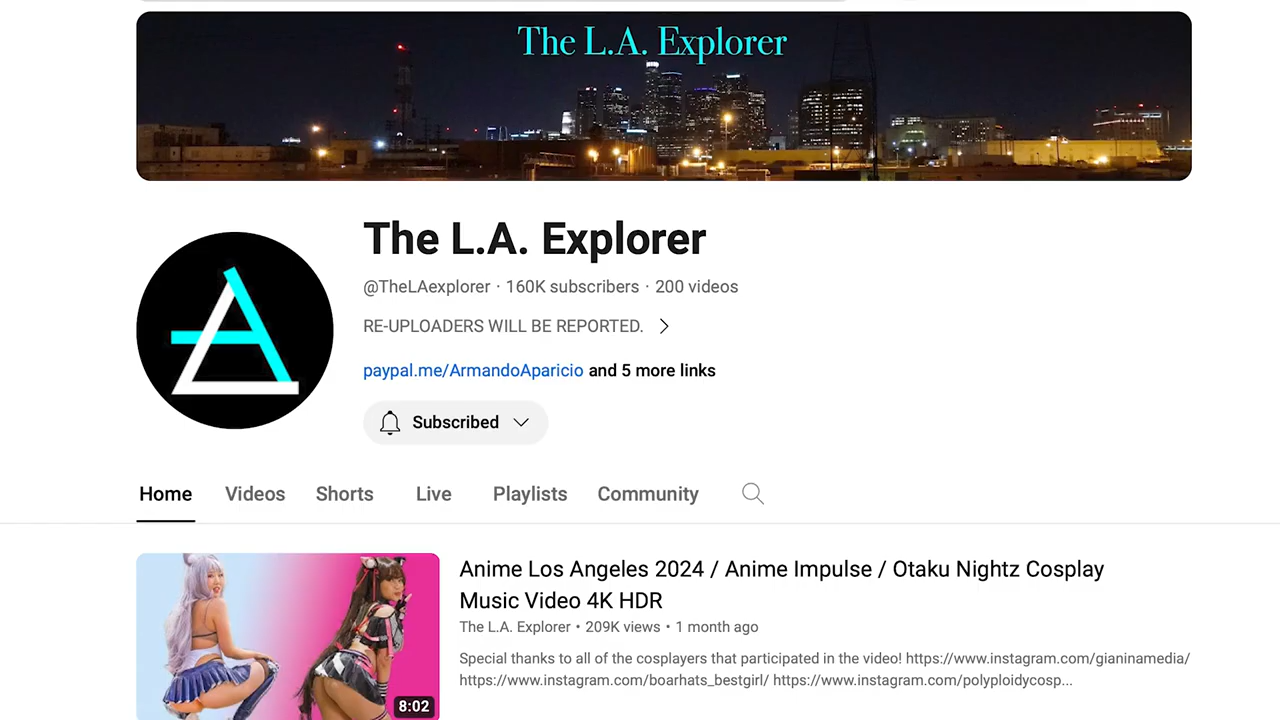 The L.A. Explorer
The L.A. Explorer
@TheLAexplorer · 160K subscribers · 200 videos
RE-UPLOADERS WILL BE REPORTED.
paypal.me/ArmandoAparicio and 5 more links
Subscribed
Home Videos Shorts Live Playlists Community
Anime Los Angeles 2024 / Anime Impulse / Otaku Nightz Cosplay
Music Video 4K HDR
The L.A. Explorer • 209K views • 1 month ago
Special thanks to all of the cosplayers that participated in the video! https://www.instagram.com/gianinamedia/
https://www.instagram.com/boarhats_bestgirl/ https://www.instagram.com/polyploidycosp...
8:02